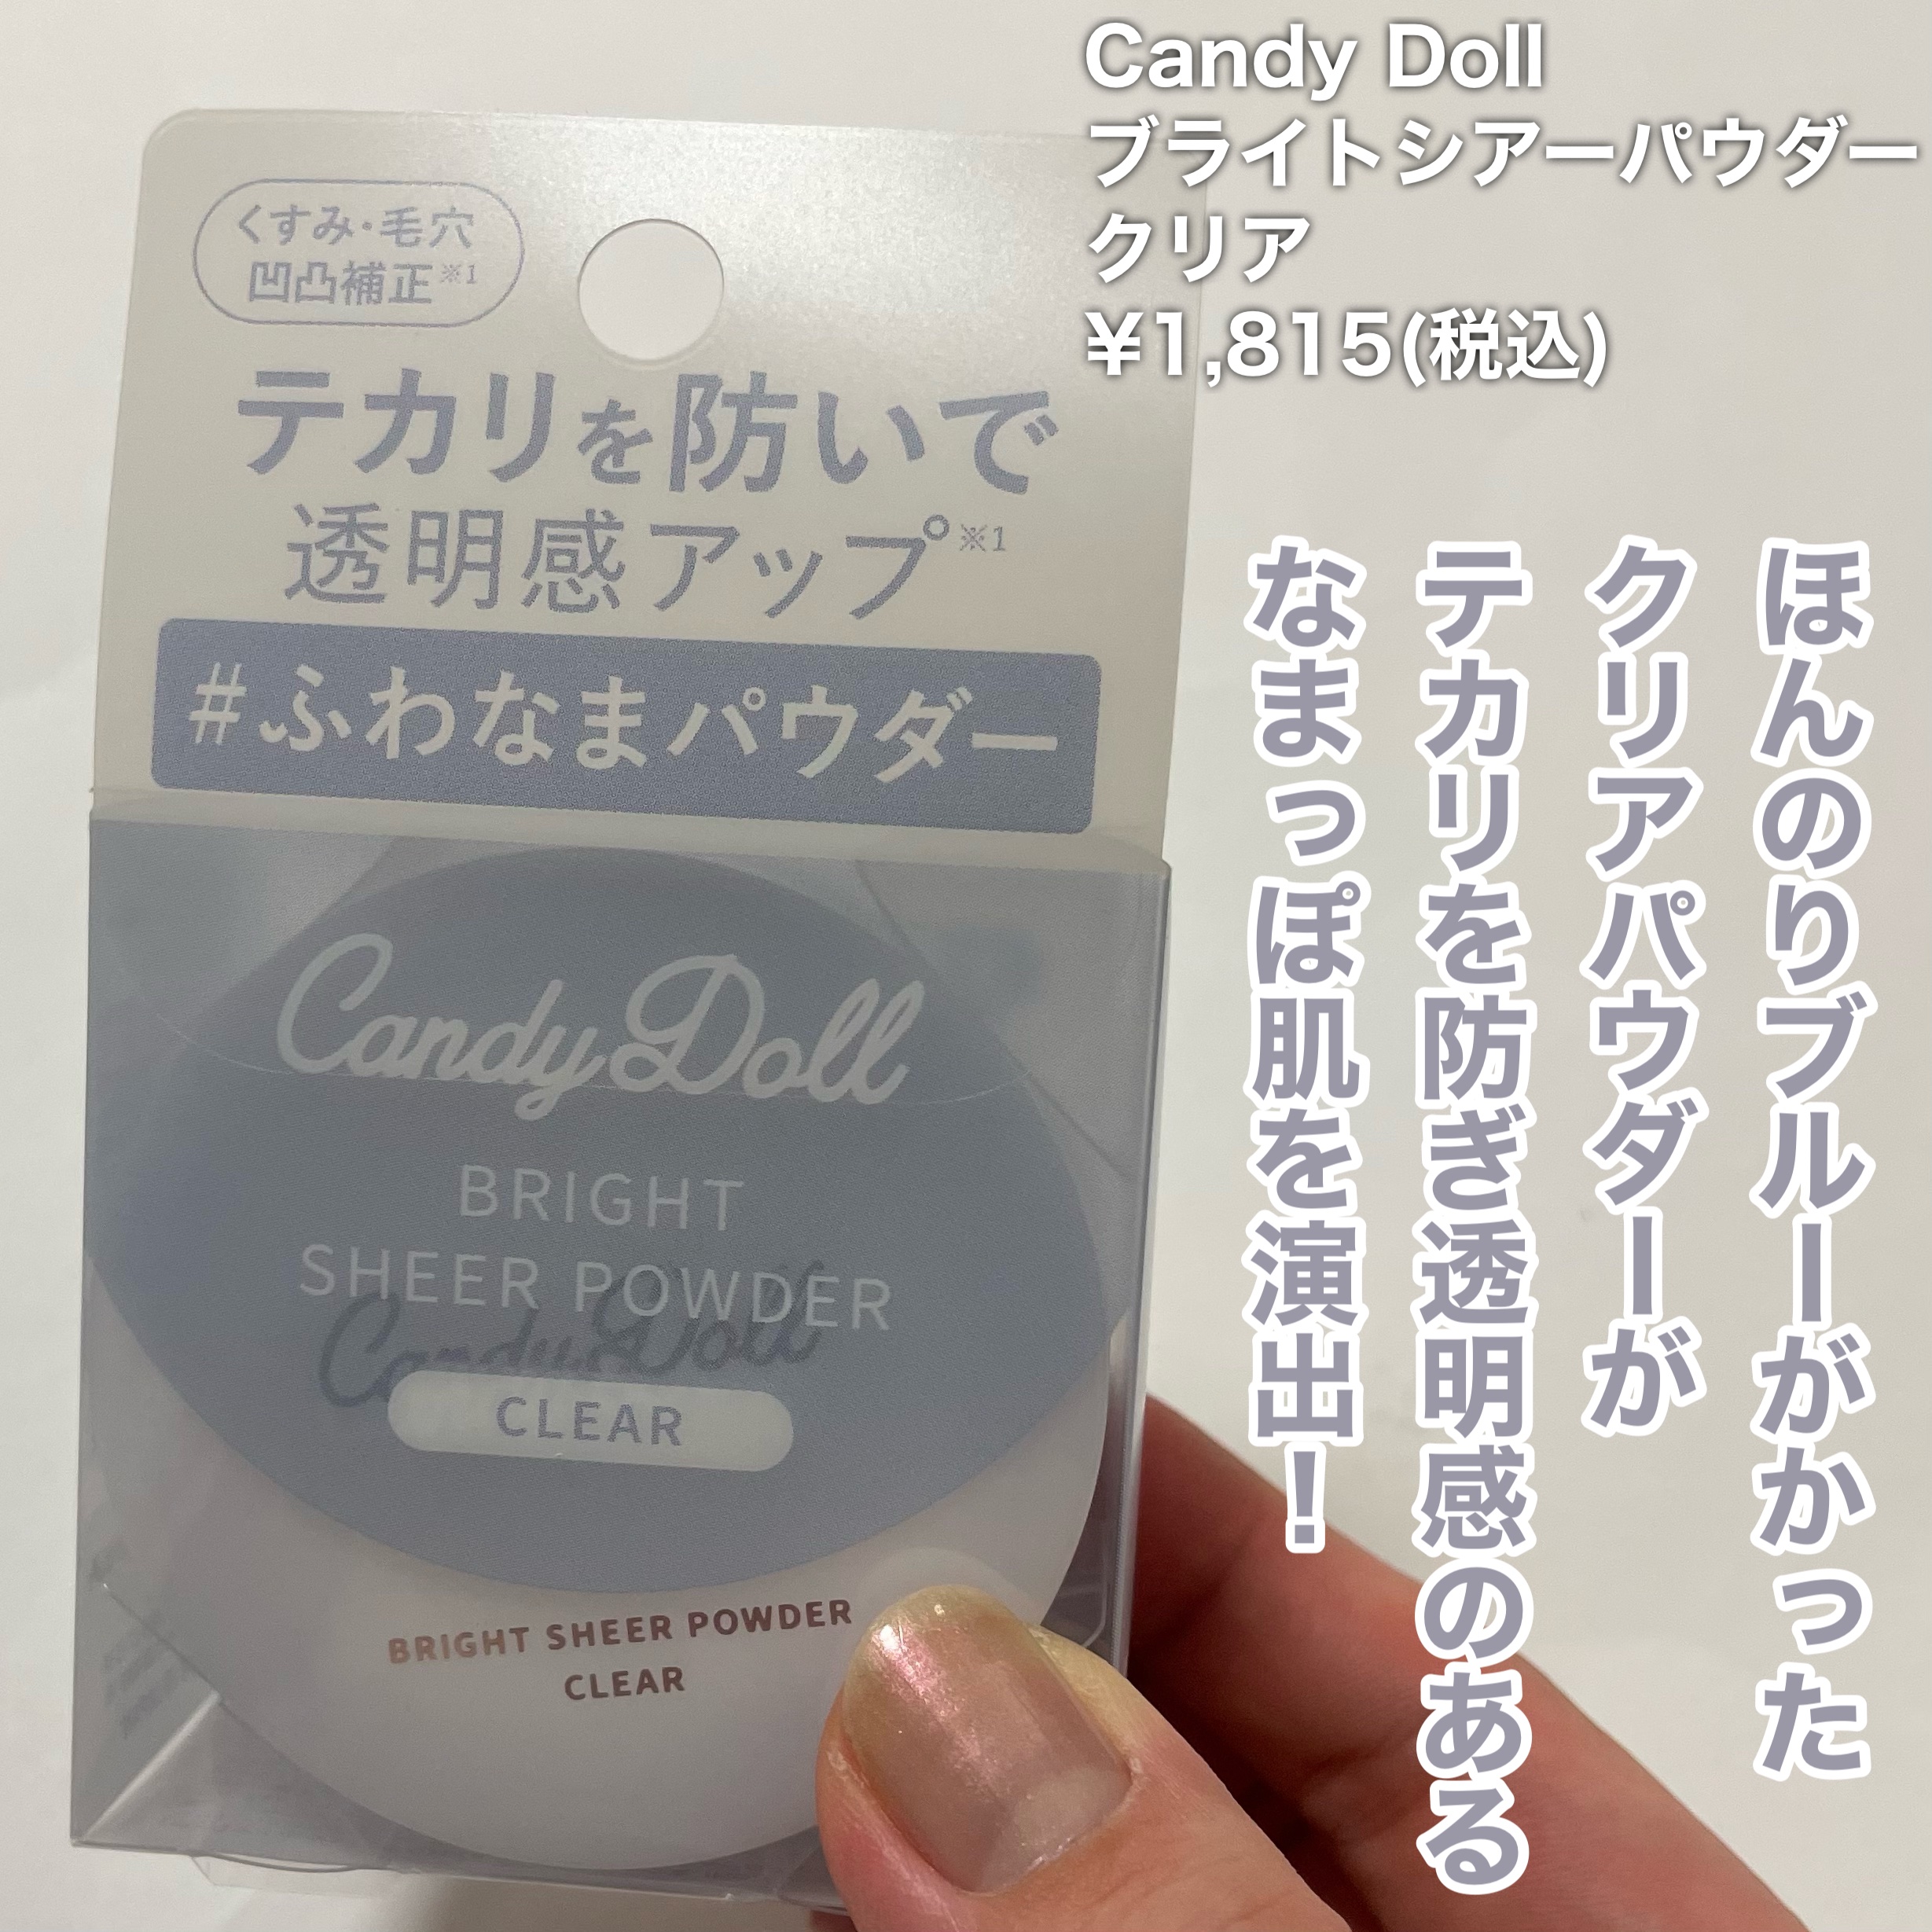 Candy Doll
ブライトシアーパウダー
クリア
¥1,815(税込)
ほんのりブルーがかった
クリアパウダーが
テカリを防ぎ透明感のある
なまっぽ肌を演出！
くすみ・毛穴
凹凸補正※1
テカリを防いで
透明感アップ※1
#ふわなまパウダー
Candy Doll
BRIGHT
SHEER POWDER
Candy Doll
CLEAR
BRIGHT SHEER POWDER
CLEAR